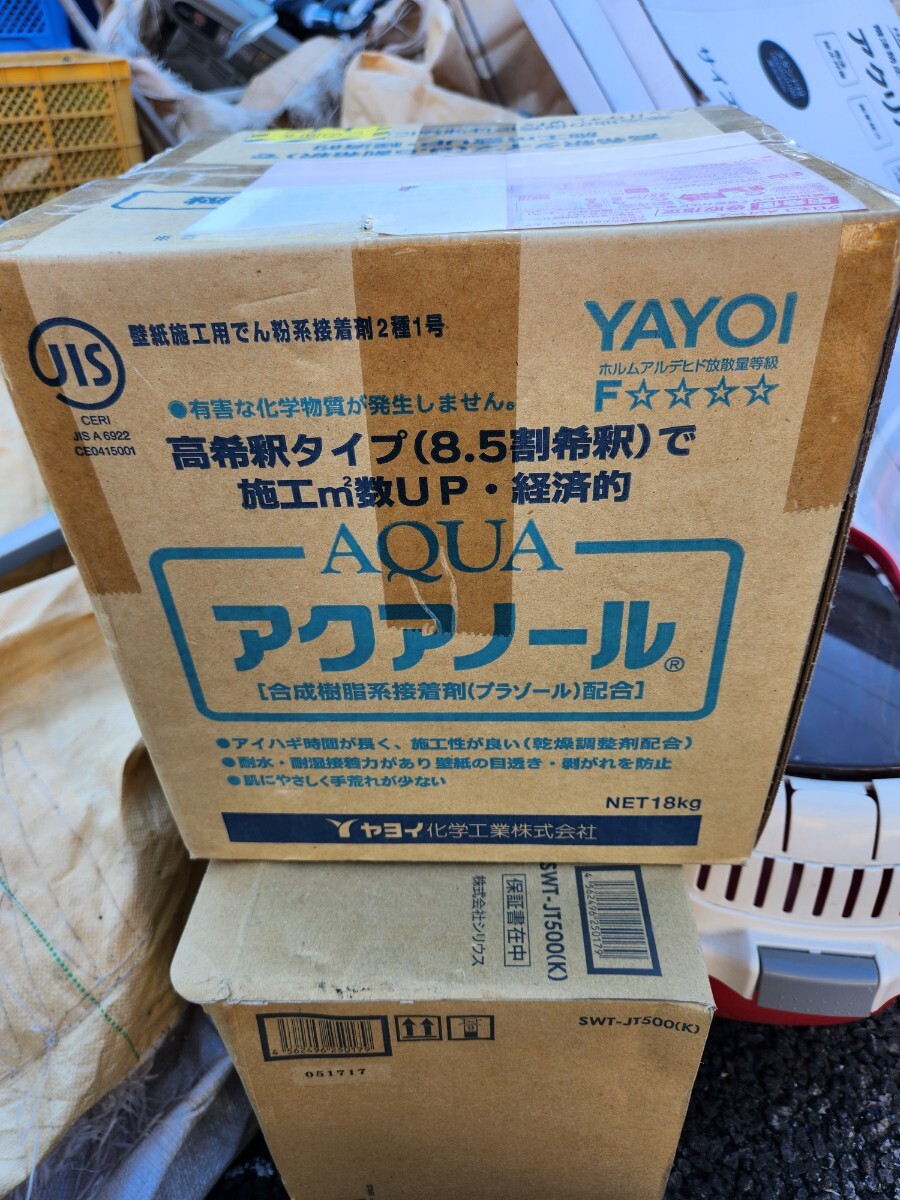 サイズ
アクリ
JIS
CERI
JIS A 6922
CE0415001
壁紙施工用でん粉系接着剤2種1号
YAYOI
ホルムアルデヒド放散量等級
F☆☆☆☆
●有害な化学物質が発生しません。
高希釈タイプ(8.5割希釈)で
施工㎡数UP・経済的
AQUA
アクアノール®
[合成樹脂系接着剤(プラゾール)配合]
●アイハギ時間が長く、施工性が良い(乾燥調整剤配合)
●耐水・耐湿接着力があり壁紙の目透き・剥がれを防止
●肌にやさしく手荒れが少ない
NET18kg
ヤヨイ化学工業株式会社
SWT-JT500(K)
4562496250179
保証書在中
株式会社シリウス
SWT-JT500(K)
4562496250179
051717